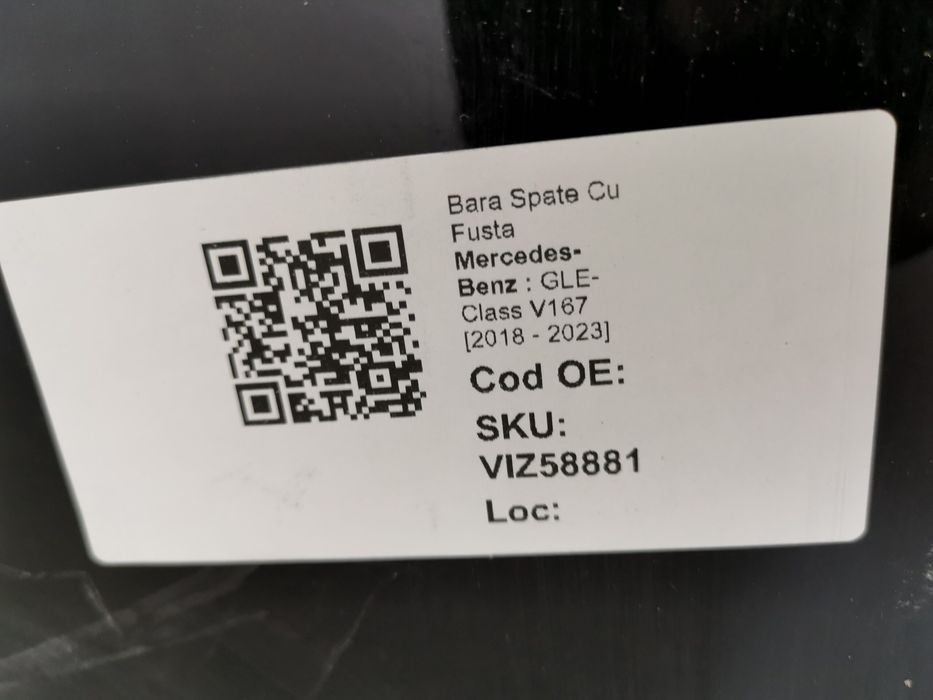 Bara Spate Cu
Fusta
Mercedes-
Benz : GLE-
Class V167
[2018 - 2023]
Cod OE:
SKU:
VIZ58881
Loc: